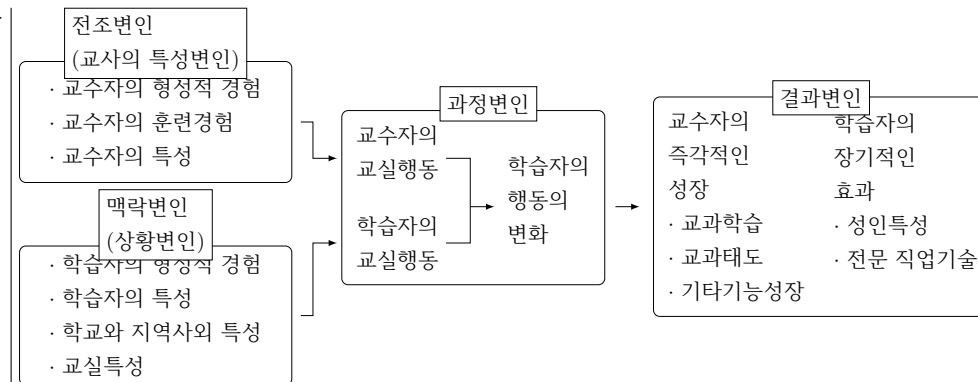 전조변인
(교사의 특성변인)
· 교수자의 형성적 경험
· 교수자의 훈련경험
· 교수자의 특성
맥락변인
(상황변인)
· 학습자의 형성적 경험
· 학습자의 특성
· 학교와 지역사외 특성
· 교실특성
과정변인
교수자의
교실행동
학습자의
교실행동
학습자의
행동의
변화
결과변인
교수자의
즉각적인
성장
· 교과학습
· 교과태도
· 기타기능성장
학습자의
장기적인
효과
· 성인특성
· 전문 직업기술